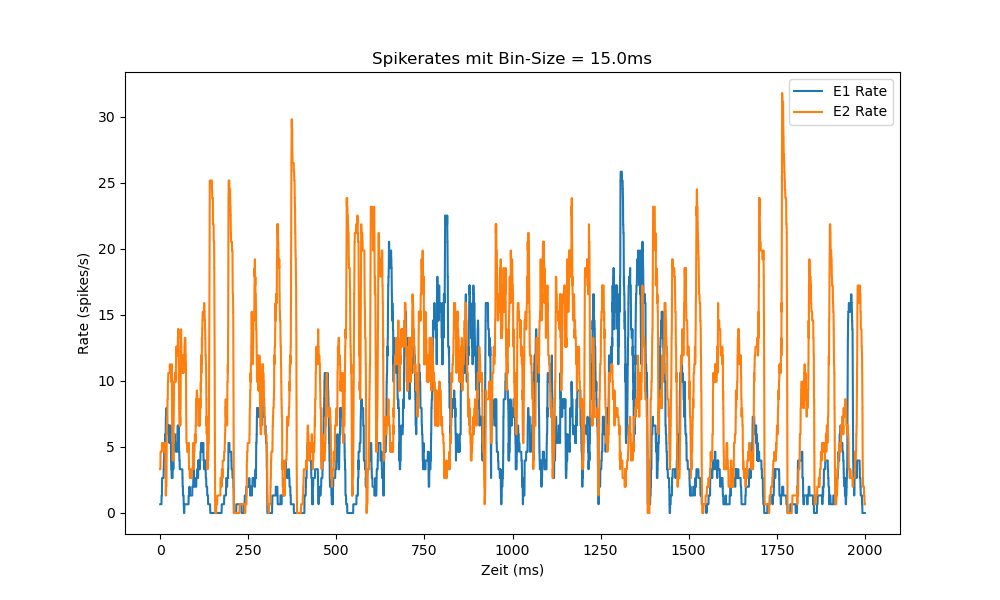 Spikerates mit Bin-Size = 15.0ms
E1 Rate
E2 Rate
Rate (spikes/s)
30
25
20
15
10
5
0
0 250 500 750 1000 1250 1500 1750 2000
Zeit (ms)